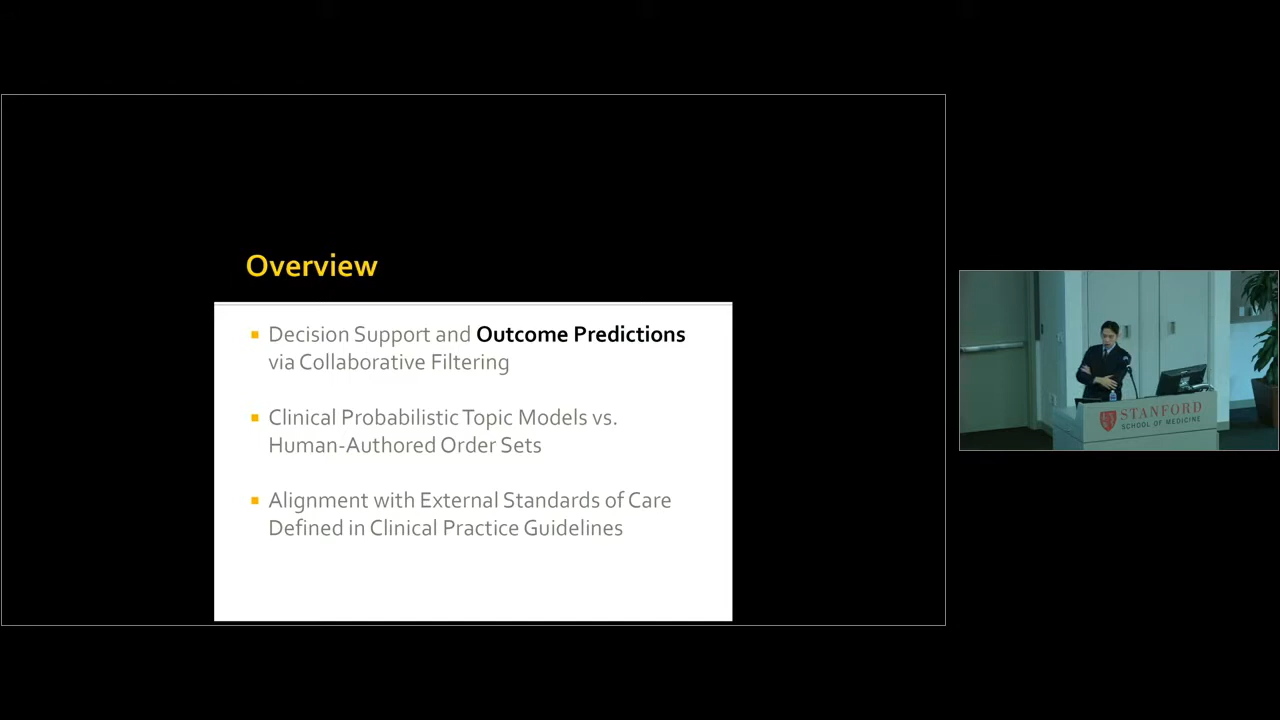 Overview
Decision Support and Outcome Predictions
via Collaborative Filtering
Clinical Probabilistic Topic Models vs.
Human-Authored Order Sets
Alignment with External Standards of Care
Defined in Clinical Practice Guidelines
STANFORD
SCHOOL OF MEDICINE